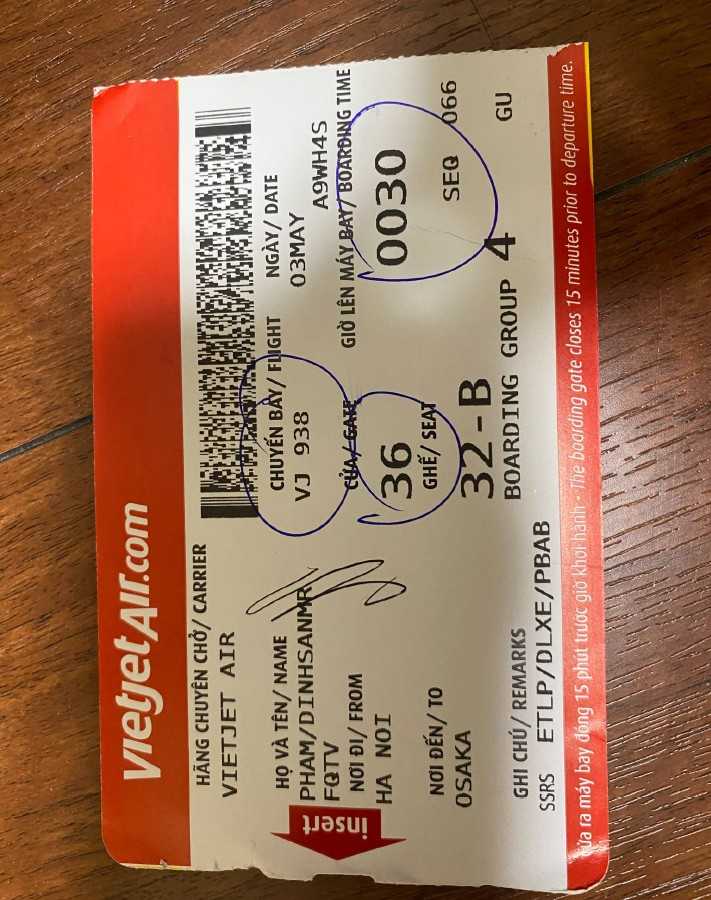 vietjetAir.com
HÃNG CHUYÊN CHỞ/ CARRIER
VIETJET AIR
HỌ VÀ TÊN/ NAME
PHAM/DINHSANMR
FQTV
NƠI ĐI/ FROM
HA NOI
NƠI ĐẾN/ TO
OSAKA
CHUYẾN BAY/ FLIGHT
VJ 938
NGÀY/ DATE
03MAY
A9WH4S
CỬA/ GATE
36
GIỜ LÊN MÁY BAY/ BOARDING TIME
0030
GHẾ/ SEAT
32-B
SEQ 066
BOARDING GROUP 4
GU
GHI CHÚ/ REMARKS
SSRS ETLP/DLXE/PBAB
insert
ra máy bay đóng 15 phút trước giờ khởi hành - The boarding gate closes 15 minutes prior to departure time.